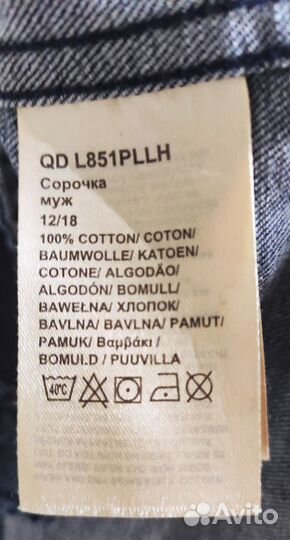 QD L851PLLH
Сорочка
муж
12/18
100% COTTON/ COTON/
BAUMWOLLE/ KATOEN/
COTONE/ ALGODÃO/
ALGODÓN/ BOMULL/
BAWEŁNA/ ХЛОПОК/
BAVLNA/ BAVLNA/ PAMUT/
PAMUK/ Βαμβάκι /
BOMULD / PUUVILLA
40°C
Avito